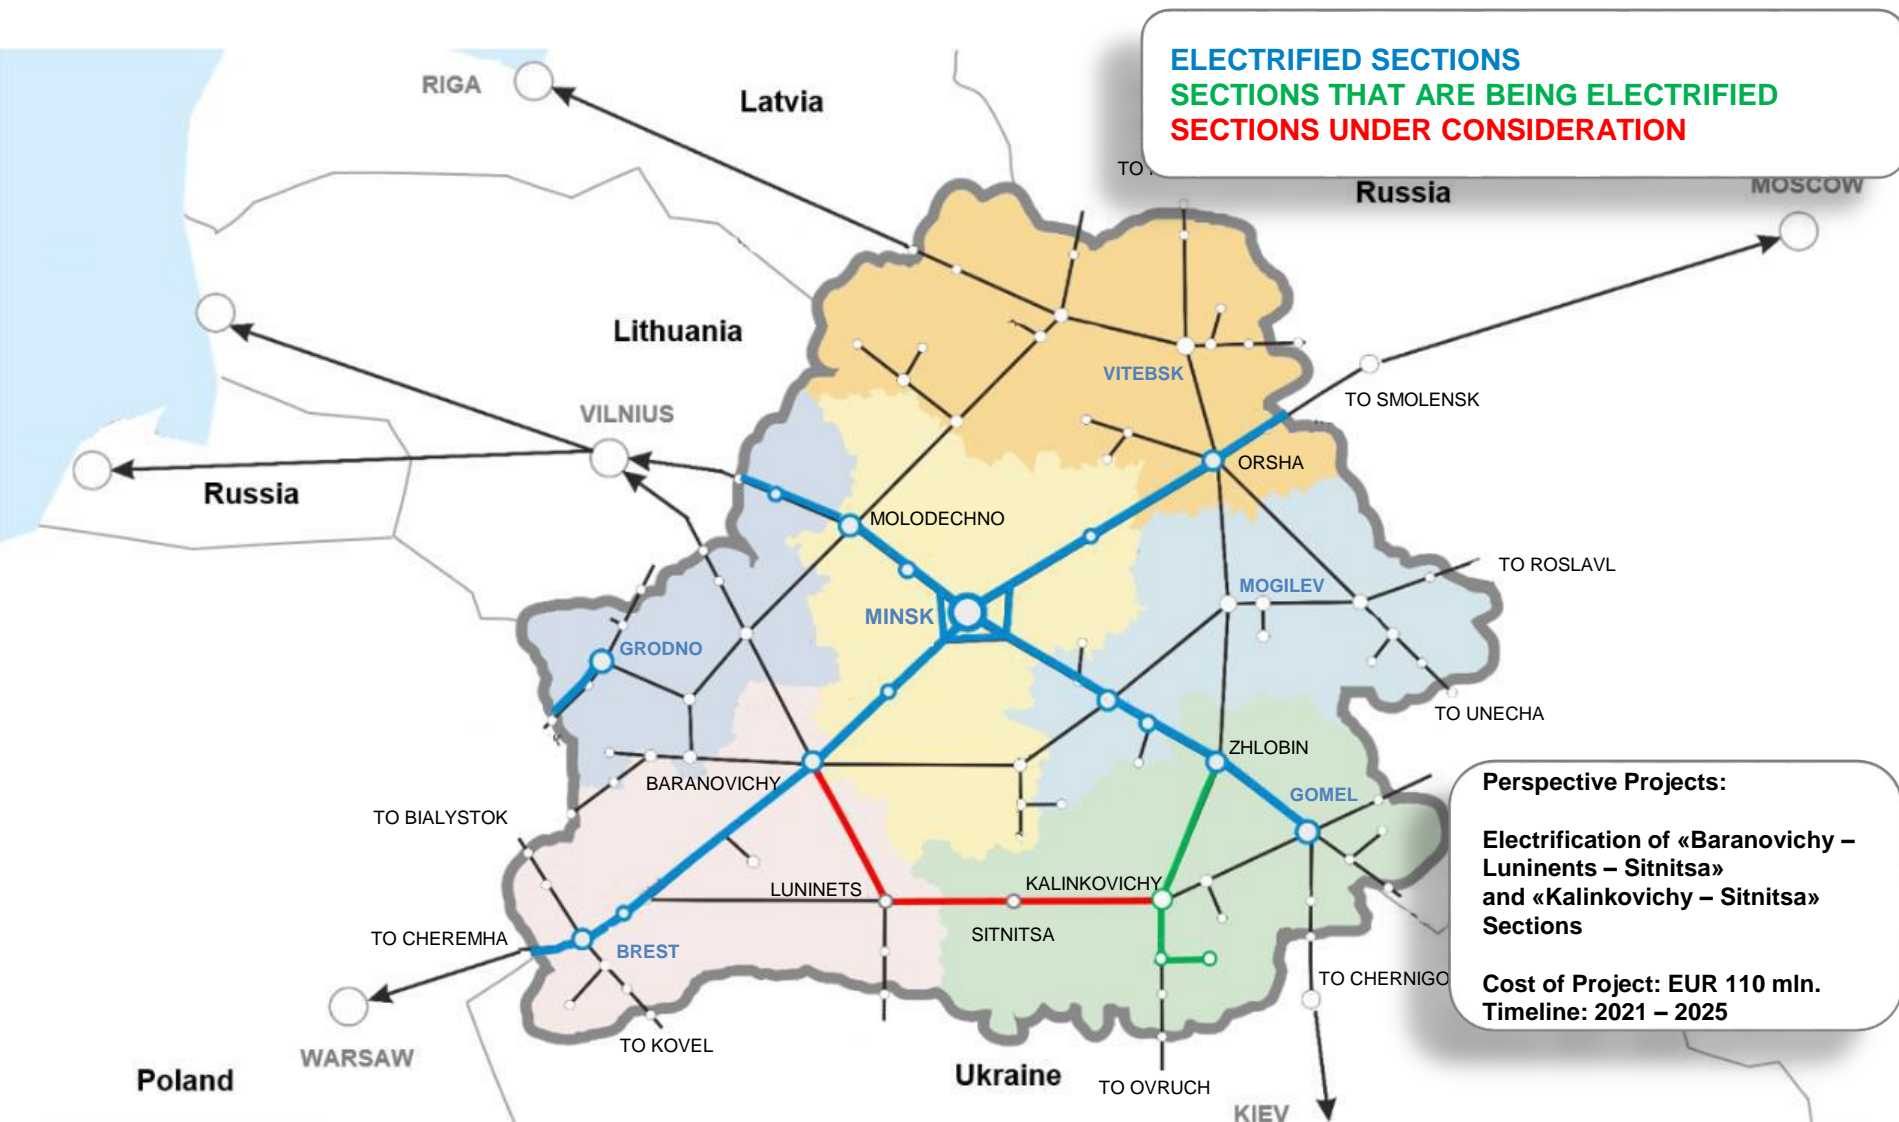 ELECTRIFIED SECTIONS
SECTIONS THAT ARE BEING ELECTRIFIED
SECTIONS UNDER CONSIDERATION
RIGA
Latvia
TO
Russia
MOSCOW
Lithuania
VITEBSK
TO SMOLENSK
VILNIUS
ORSHA
Russia
MOLODECHNO
TO ROSLAVL
MOGILEV
MINSK
GRODNO
TO UNECHA
ZHLOBIN
BARANOVICHY
GOMEL
TO BIALYSTOK
Perspective Projects:
Electrification of «Baranovichy –
Luninents – Sitnitsa»
and «Kalinkovichy – Sitnitsa»
Sections
Cost of Project: EUR 110 mln.
Timeline: 2021 – 2025
LUNINETS
KALINKOVICHY
SITNITSA
TO CHEREMHA
BREST
TO CHERNIGO
TO KOVEL
WARSAW
Poland
Ukraine
TO OVRUCH
KIEV